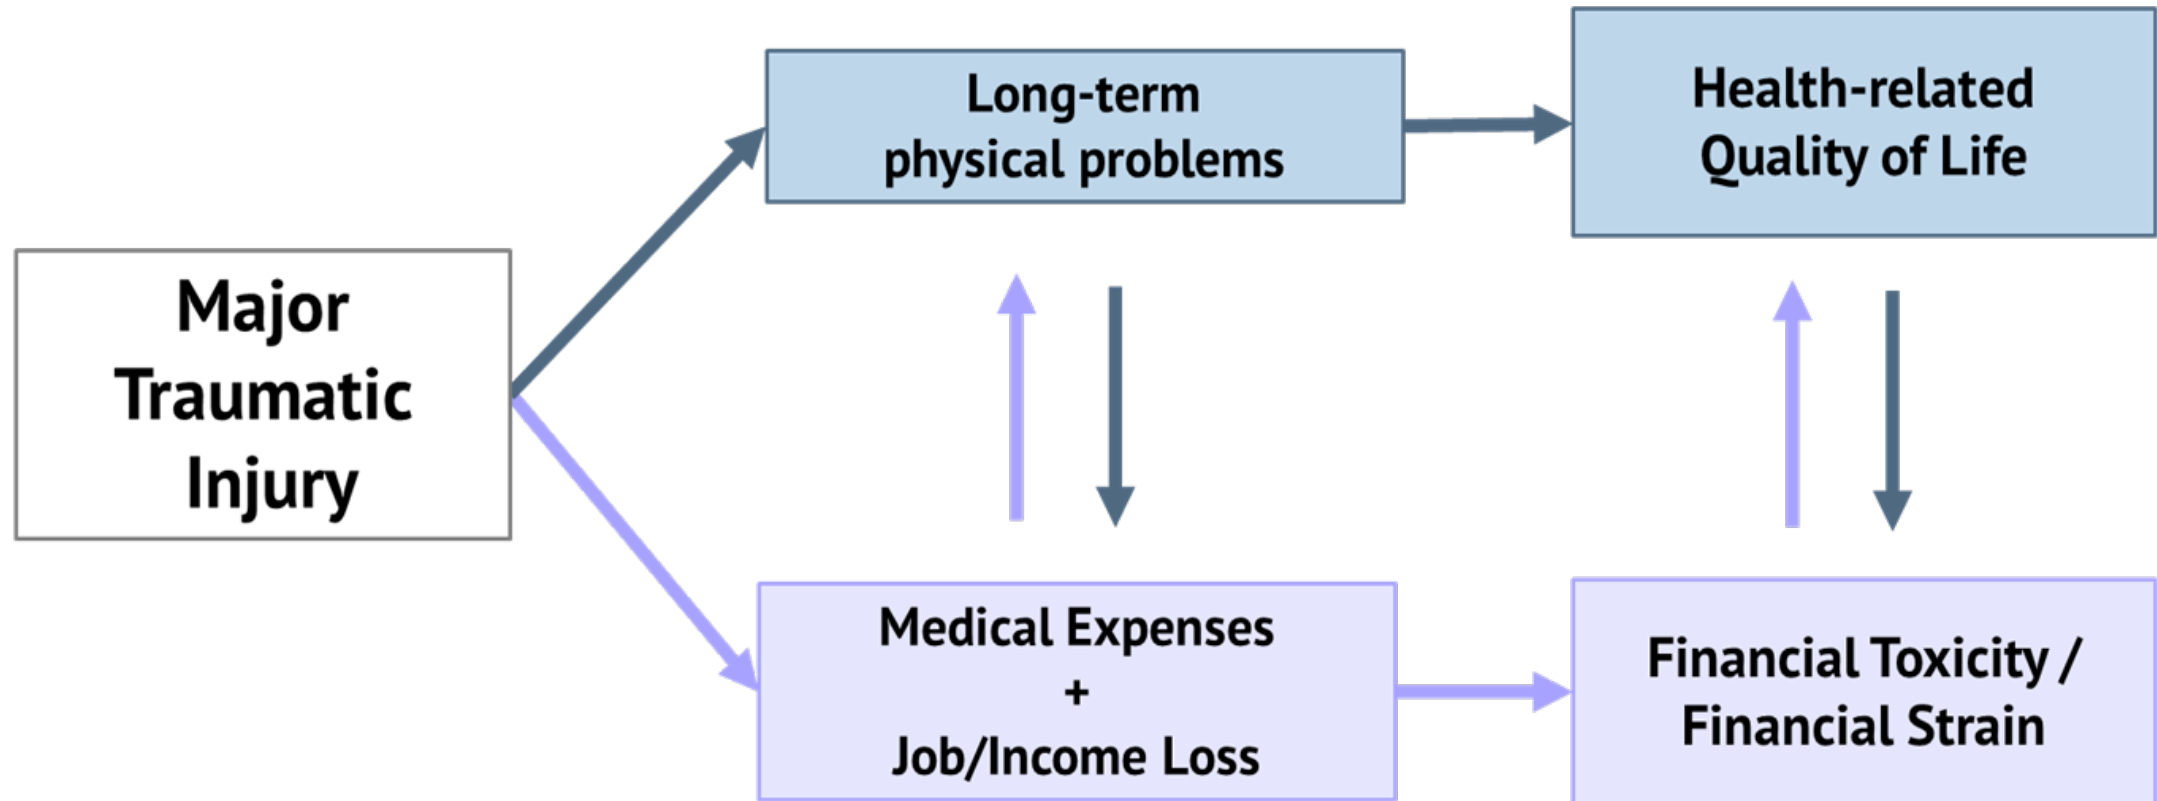 Major
Traumatic
Injury
Long-term
physical problems
Health-related
Quality of Life
Medical Expenses
+
Job/Income Loss
Financial Toxicity /
Financial Strain